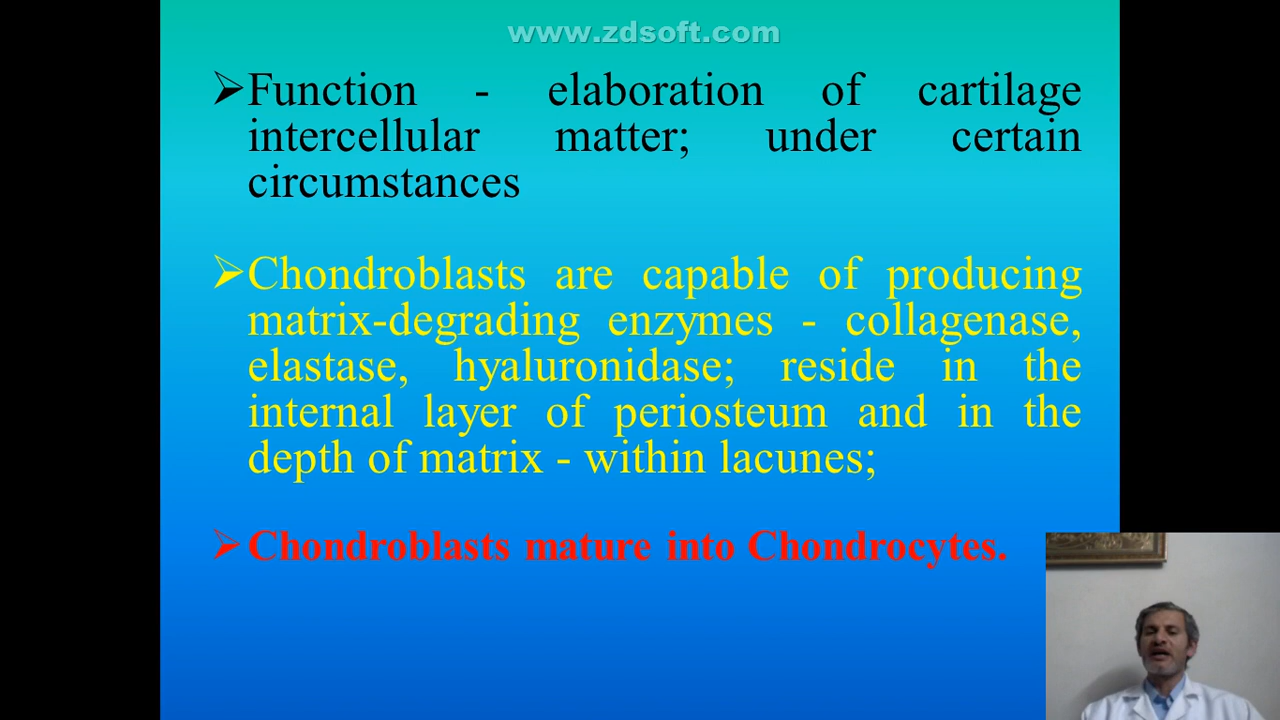 www.zdsoft.com
➢Function - elaboration of cartilage
intercellular matter; under certain
circumstances
➢Chondroblasts are capable of producing
matrix-degrading enzymes - collagenase,
elastase, hyaluronidase; reside in the
internal layer of periosteum and in the
depth of matrix - within lacunes;
➢Chondroblasts mature into Chondrocytes.